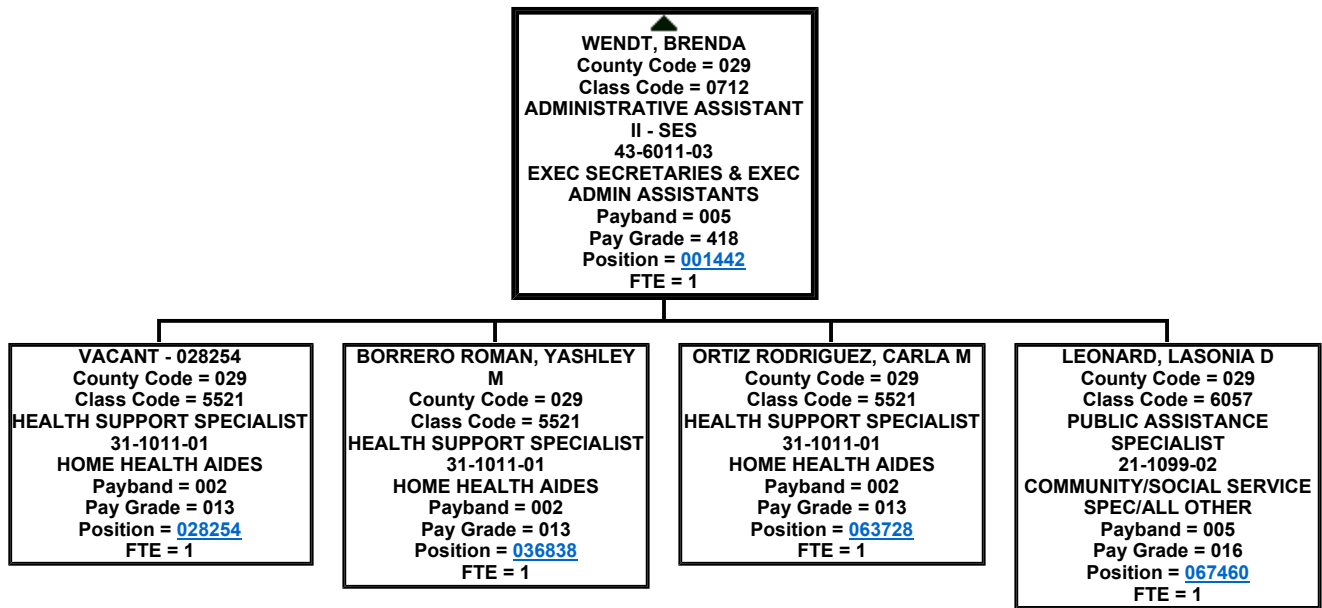 WENDT, BRENDA
County Code = 029
Class Code = 0712
ADMINISTRATIVE ASSISTANT
II - SES
43-6011-03
EXEC SECRETARIES & EXEC
ADMIN ASSISTANTS
Payband = 005
Pay Grade = 418
Position = 001442
FTE = 1
VACANT - 028254
County Code = 029
Class Code = 5521
HEALTH SUPPORT SPECIALIST
31-1011-01
HOME HEALTH AIDES
Payband = 002
Pay Grade = 013
Position = 028254
FTE = 1
BORRERO ROMAN, YASHLEY
M
County Code = 029
Class Code = 5521
HEALTH SUPPORT SPECIALIST
31-1011-01
HOME HEALTH AIDES
Payband = 002
Pay Grade = 013
Position = 036838
FTE = 1
ORTIZ RODRIGUEZ, CARLA M
County Code = 029
Class Code = 5521
HEALTH SUPPORT SPECIALIST
31-1011-01
HOME HEALTH AIDES
Payband = 002
Pay Grade = 013
Position = 063728
FTE = 1
LEONARD, LASONIA D
County Code = 029
Class Code = 6057
PUBLIC ASSISTANCE
SPECIALIST
21-1099-02
COMMUNITY/SOCIAL SERVICE
SPEC/ALL OTHER
Payband = 005
Pay Grade = 016
Position = 067460
FTE = 1